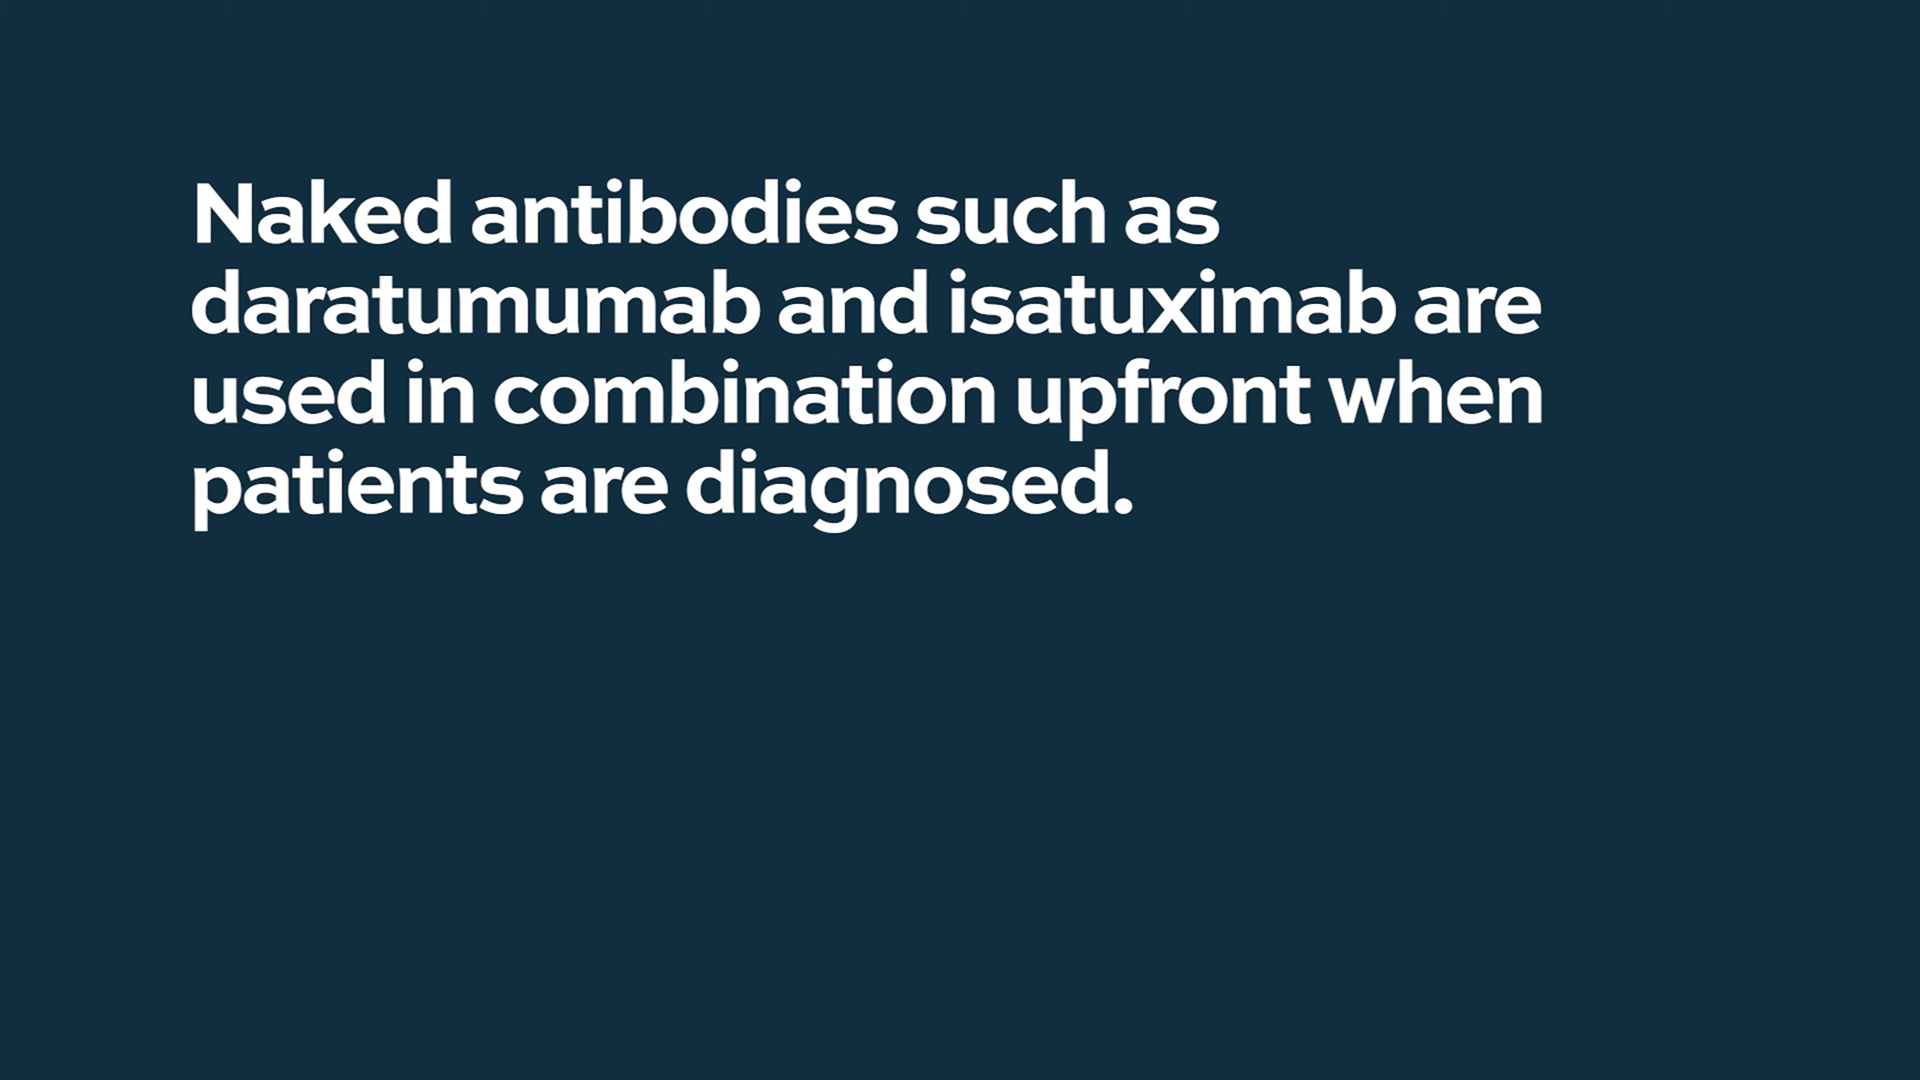 Naked antibodies such as
daratumumab and isatuximab are
used in combination upfront when
patients are diagnosed.